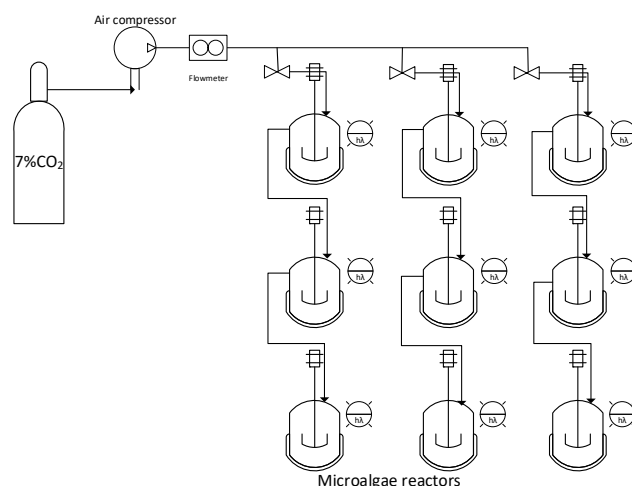 Air compressor
Flowmeter
7%CO₂
hλ
hλ
hλ
hλ
hλ
hλ
hλ
hλ
hλ
Microalgae reactors